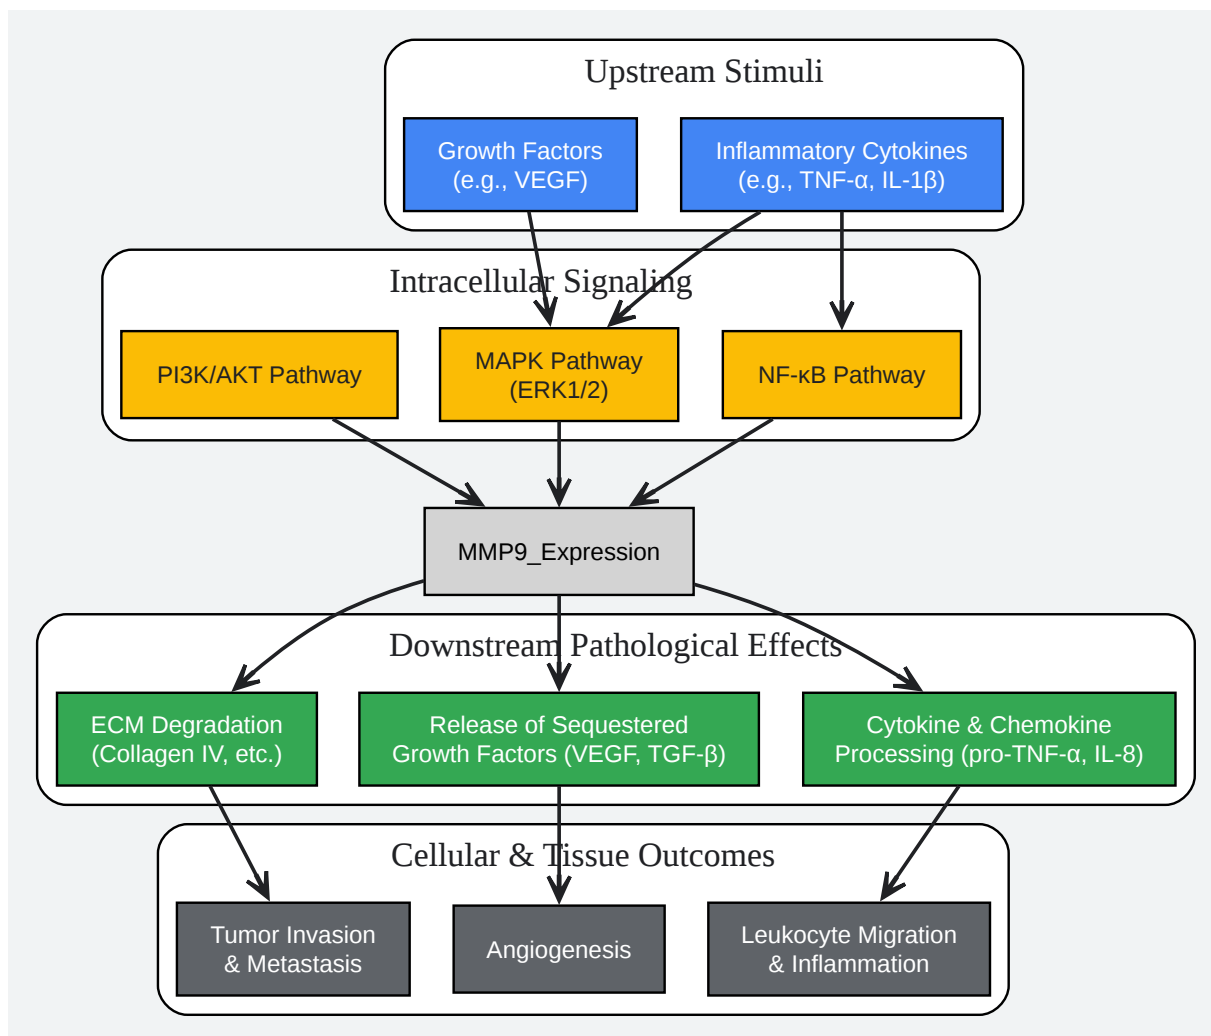 Upstream Stimuli
Growth Factors
(e.g., VEGF)
Inflammatory Cytokines
(e.g., TNF-α, IL-1β)
Intracellular Signaling
PI3K/AKT Pathway
MAPK Pathway
(ERK1/2)
NF-κB Pathway
MMP9_Expression
Downstream Pathological Effects
ECM Degradation
(Collagen IV, etc.)
Release of Sequestered
Growth Factors (VEGF, TGF-β)
Cytokine & Chemokine
Processing (pro-TNF-α, IL-8)
Cellular & Tissue Outcomes
Tumor Invasion
& Metastasis
Angiogenesis
Leukocyte Migration
& Inflammation